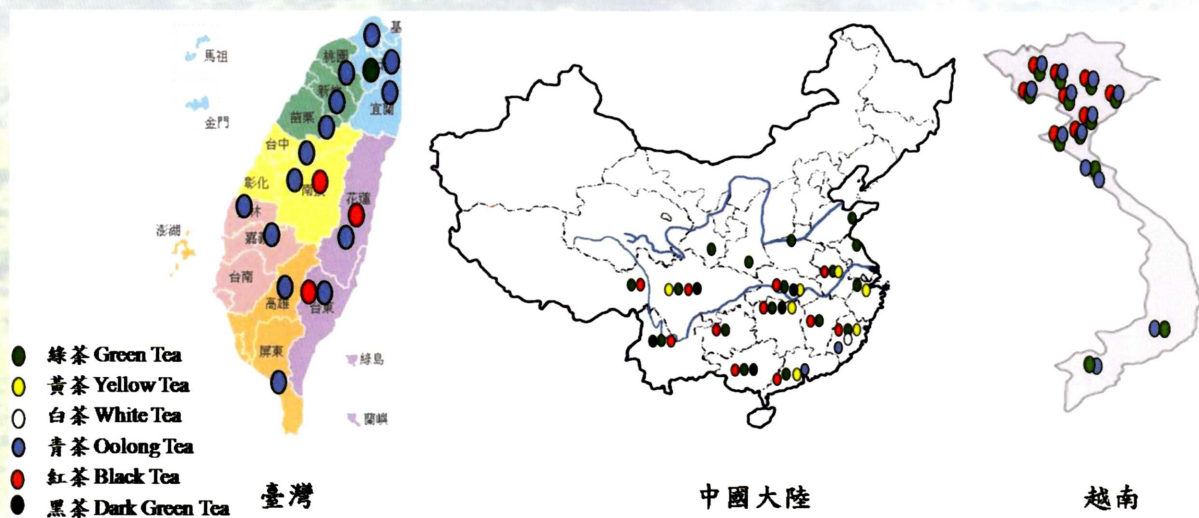 馬祖
金門
澎湖
基
桃園
新竹
宜蘭
苗栗
台中
彰化
南投
花蓮
林
嘉義
台南
高雄
台東
屏東
綠島
蘭嶼
綠茶 Green Tea
黃茶 Yellow Tea
白茶 White Tea
青茶 Oolong Tea
紅茶 Black Tea
黑茶 Dark Green Tea
臺灣
中國大陸
越南